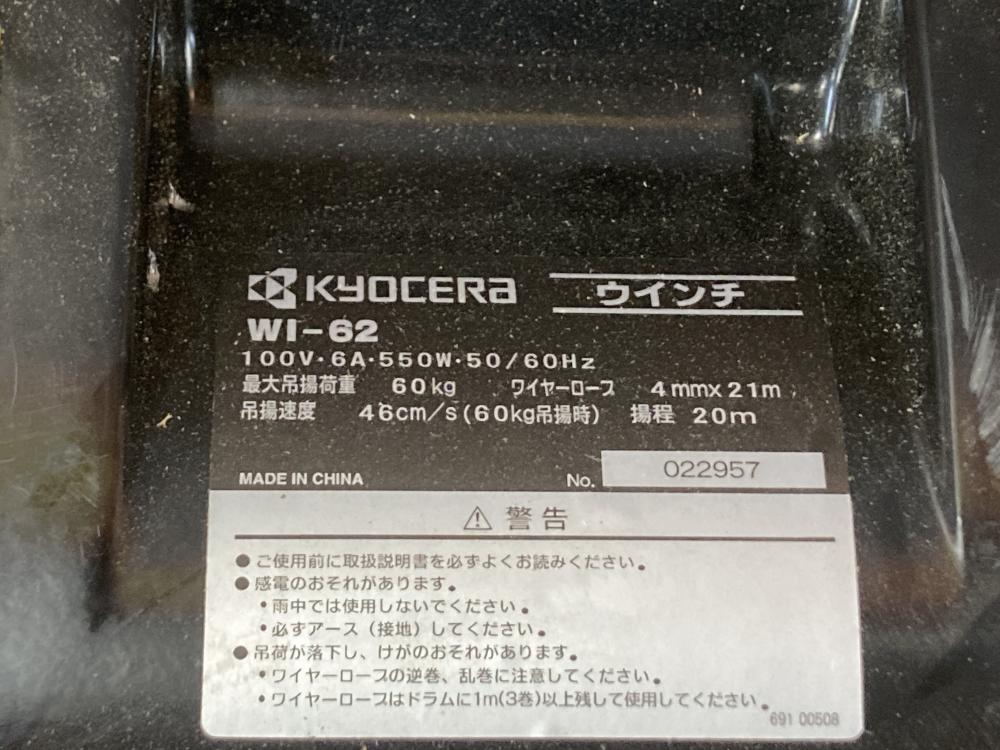 KYOCERA ウインチ
WI-62
100V・6A・550W・50/60Hz
最大吊揚荷重 60kg ワイヤーロープ 4mmx21m
吊揚速度 46cm/s(60kg吊揚時) 揚程 20m
MADE IN CHINA No. 022957
⚠ 警告
●ご使用前に取扱説明書を必ずよくお読みください。
●感電のおそれがあります。
・雨中では使用しないでください。
・必ずアース（接地）してください。
●吊荷が落下し、けがのおそれがあります。
・ワイヤーロープの逆巻、乱巻に注意してください。
・ワイヤーロープはドラムに1m(3巻)以上残して使用してください。
691 00508